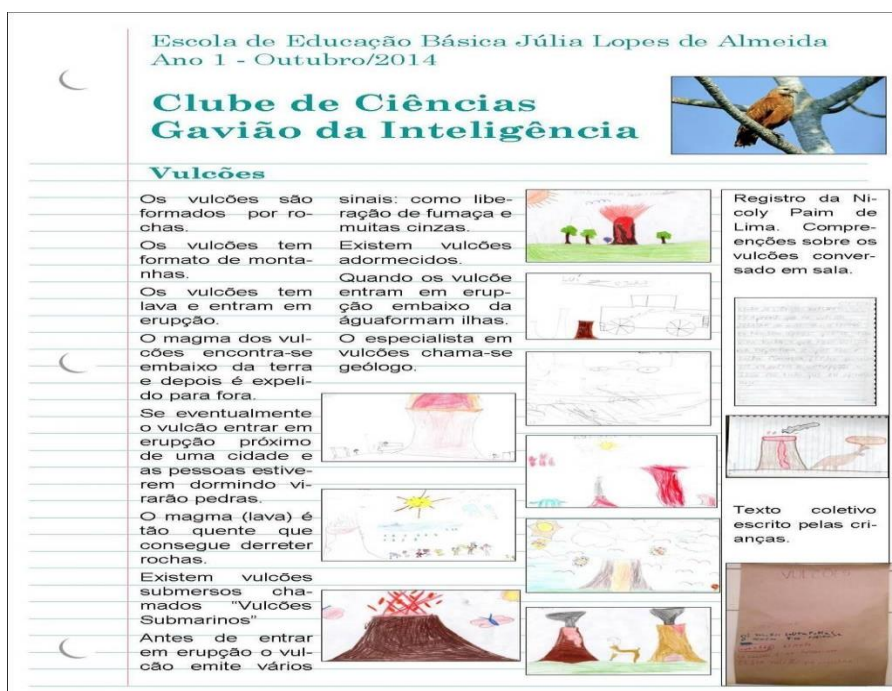 Escola de Educação Básica Júlia Lopes de Almeida
Ano 1 - Outubro/2014
Clube de Ciências
Gavião da Inteligência
Vulcões
Os vulcões são
formados por ro-
chas.
Os vulcões tem
formato de monta-
nhas.
Os vulcões tem
lava e entram em
erupção.
O magma dos vul-
cões encontra-se
embaixo da terra
e depois é expeli-
do para fora.
Se eventualmente
o vulcão entrar em
erupção próximo
de uma cidade e
as pessoas estive-
rem dormindo vi-
rarão pedras.
O magma (lava) é
tão quente que
consegue derreter
rochas.
Existem vulcões
submersos cha-
mados "Vulcões
Submarinos"
Antes de entrar
em erupção o vul-
cão emite vários
sinais: como libe-
ração de fumaça e
muitas cinzas.
Existem vulcões
adormecidos.
Quando os vulcõe
entram em erup-
ção embaixo da
águaformam ilhas.
O especialista em
vulcões chama-se
geólogo.
Registro da Ni-
coly Paim de
Lima. Compre-
enções sobre os
vulcões conver-
sado em sala.
Texto coletivo
escrito pelas cri-
anças.
VULCÕES